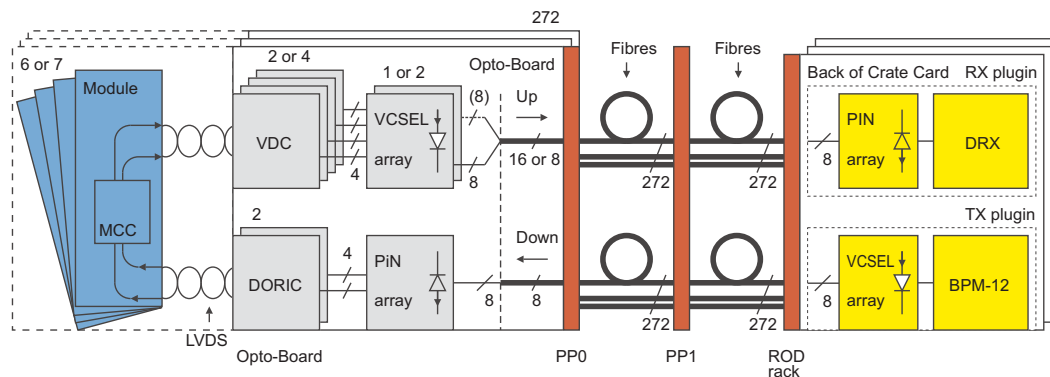 272
6 or 7
Module
MCC
LVDS
2 or 4
VDC
4
4
1 or 2
VCSEL
array
(8)
8
Opto-Board
Up
16 or 8
Fibres
Fibres
272
272
Back of Crate Card
RX plugin
8
PIN
array
DRX
2
DORIC
4
4
PiN
array
8
Down
8
272
272
TX plugin
8
VCSEL
array
BPM-12
Opto-Board
PP0
PP1
ROD
rack